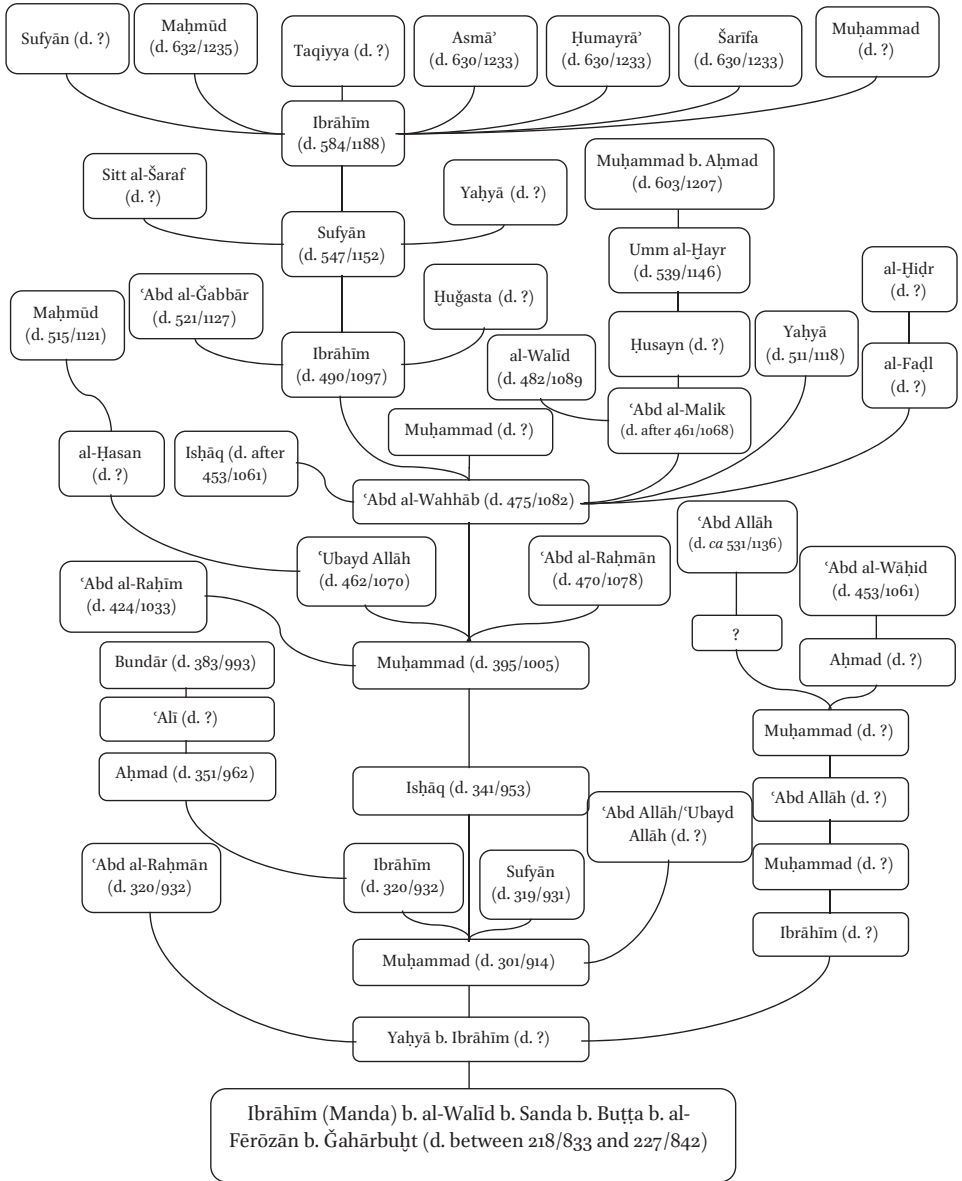 Sufyān (d. ?)
Maḥmūd
(d. 632/1235)
Taqiyya (d. ?)
Asmāʾ
(d. 630/1233)
Ḥumayrāʾ
(d. 630/1233)
Šarīfa
(d. 630/1233)
Muḥammad
(d. ?)
Ibrāhīm
(d. 584/1188)
Sitt al-Šaraf
(d. ?)
Yaḥyā (d. ?)
Muḥammad b. Aḥmad
(d. 603/1207)
Sufyān
(d. 547/1152)
Umm al-Ḫayr
(d. 539/1146)
al-Ḫiḍr
(d. ?)
Maḥmūd
(d. 515/1121)
ʿAbd al-Ǧabbār
(d. 521/1127)
Ḫuǧasta (d. ?)
Ibrāhīm
(d. 490/1097)
al-Walīd
(d. 482/1089
Ḥusayn (d. ?)
Yaḥyā
(d. 511/1118)
al-Faḍl
(d. ?)
al-Ḥasan
(d. ?)
Isḥāq (d. after
453/1061)
Muḥammad (d. ?)
ʿAbd al-Malik
(d. after 461/1068)
ʿAbd al-Wahhāb (d. 475/1082)
ʿAbd Allāh
(d. ca 531/1136)
ʿUbayd Allāh
(d. 462/1070)
ʿAbd al-Raḥmān
(d. 470/1078)
ʿAbd al-Wāḥid
(d. 453/1061)
ʿAbd al-Raḥīm
(d. 424/1033)
?
Bundār (d. 383/993)
Muḥammad (d. 395/1005)
Aḥmad (d. ?)
ʿAlī (d. ?)
Muḥammad (d. ?)
Aḥmad (d. 351/962)
Isḥāq (d. 341/953)
ʿAbd Allāh (d. ?)
ʿAbd Allāh/ʿUbayd
Allāh (d. ?)
ʿAbd al-Raḥmān
(d. 320/932)
Ibrāhīm
(d. 320/932)
Sufyān
(d. 319/931)
Muḥammad (d. ?)
Ibrāhīm (d. ?)
Muḥammad (d. 301/914)
Yaḥyā b. Ibrāhīm (d. ?)
Ibrāhīm (Manda) b. al-Walīd b. Sanda b. Buṭṭa b. al-
Fērōzān b. Ǧahārbuḫt (d. between 218/833 and 227/842)